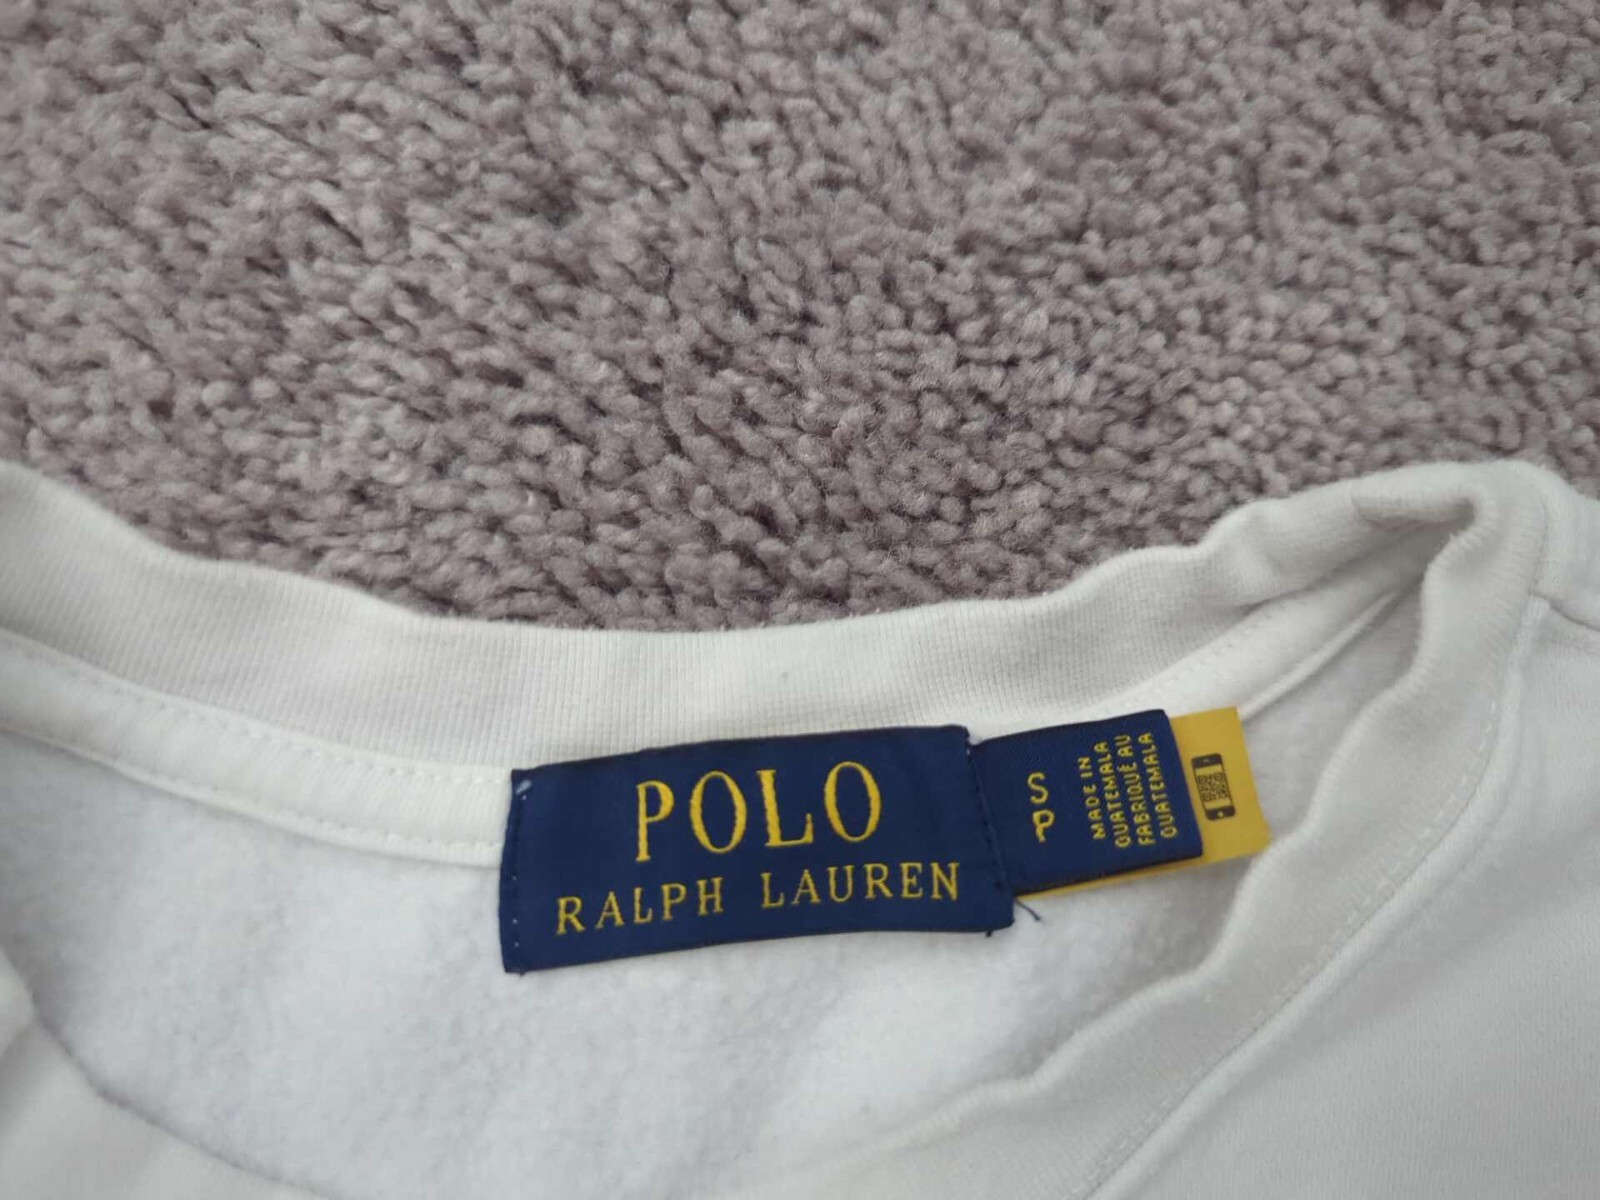 POLO
RALPH LAUREN
S
P
MADE IN
GUATEMALA
FABRIQUÉ AU
GUATEMALA